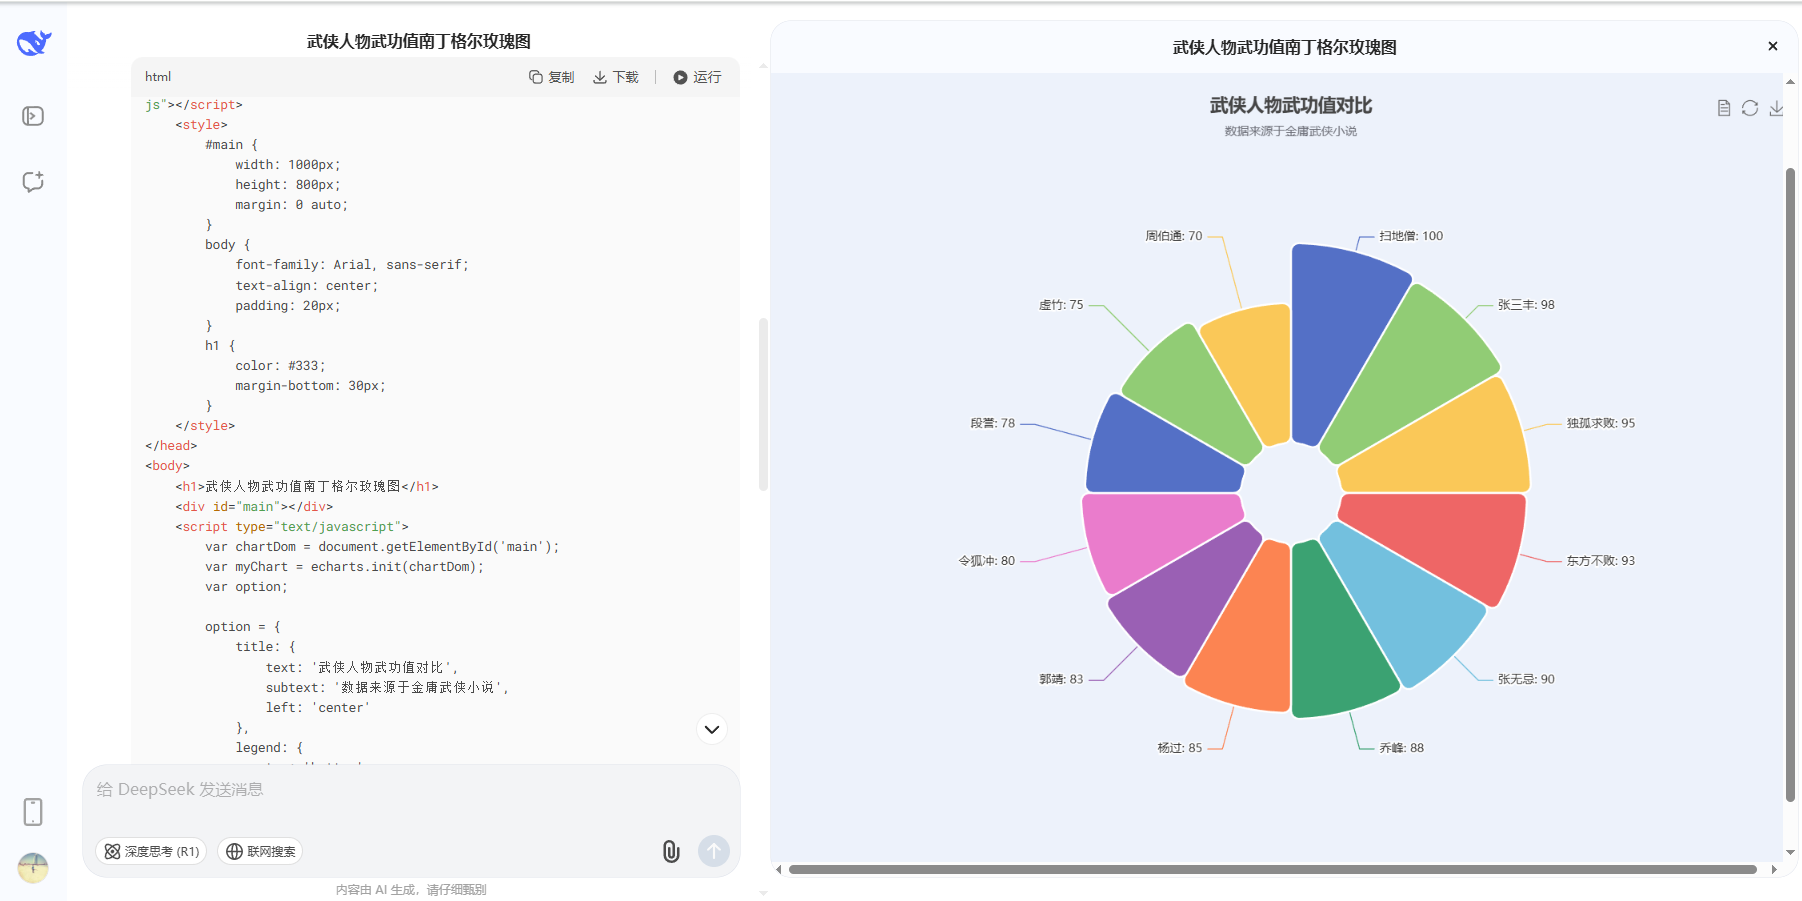 武侠人物武功值南丁格尔玫瑰图
html
复制
下载
运行
js"></script>
<style>
#main {
width: 1000px;
height: 800px;
margin: 0 auto;
}
body {
font-family: Arial, sans-serif;
text-align: center;
padding: 20px;
}
h1 {
color: #333;
margin-bottom: 30px;
}
</style>
</head>
<body>
<h1>武侠人物武功值南丁格尔玫瑰图</h1>
<div id="main"></div>
<script type="text/javascript">
var chartDom = document.getElementById('main');
var myChart = echarts.init(chartDom);
var option;
option = {
title: {
text: '武侠人物武功值对比',
subtext: '数据来源于金庸武侠小说',
left: 'center'
},
legend: {
给 DeepSeek 发送消息
深度思考 (R1)
联网搜索
内容由 AI 生成，请仔细甄别
武侠人物武功值南丁格尔玫瑰图
武侠人物武功值对比
数据来源于金庸武侠小说
周伯通: 70
扫地僧: 100
虚竹: 75
张三丰: 98
段誉: 78
独孤求败: 95
令狐冲: 80
东方不败: 93
郭靖: 83
张无忌: 90
杨过: 85
乔峰: 88